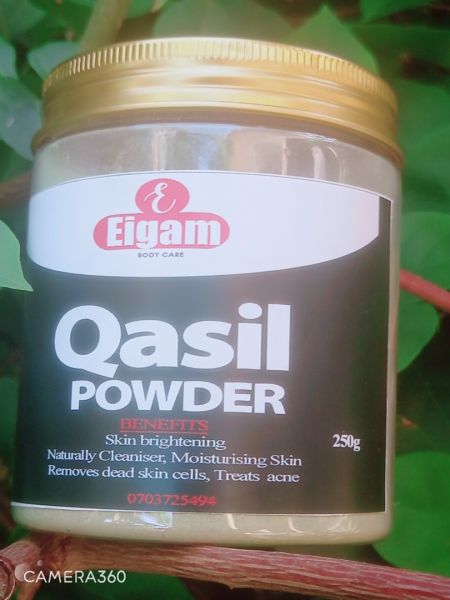 E
Eigam
BODY CARE
Qasil
POWDER
BENEFITS
Skin brightening
250g
Naturally Cleaniser, Moisturising Skin
Removes dead skin cells, Treats acne
0703725494
CAMERA360